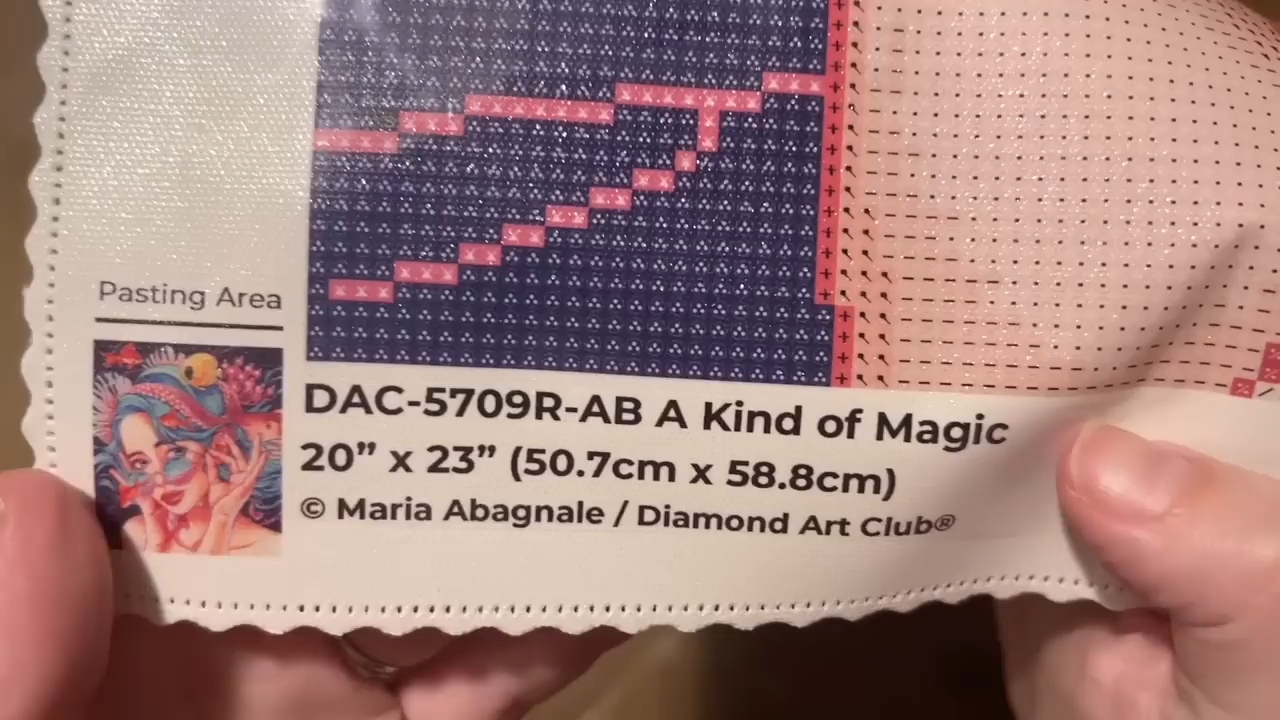 Pasting Area
DAC-5709R-AB A Kind of Magic
20” x 23” (50.7cm x 58.8cm)
© Maria Abagnale / Diamond Art Club®